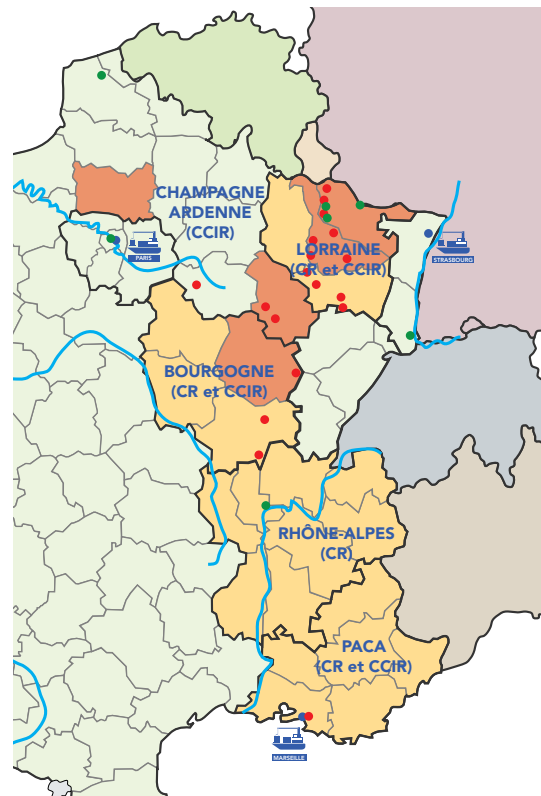 CHAMPAGNE
ARDENNE
(CCIR)
LORRAINE
(CR et CCIR)
PARIS
STRASBOURG
BOURGOGNE
(CR et CCIR)
RHÔNE-ALPES
(CR)
PACA
(CR et CCIR)
MARSEILLE